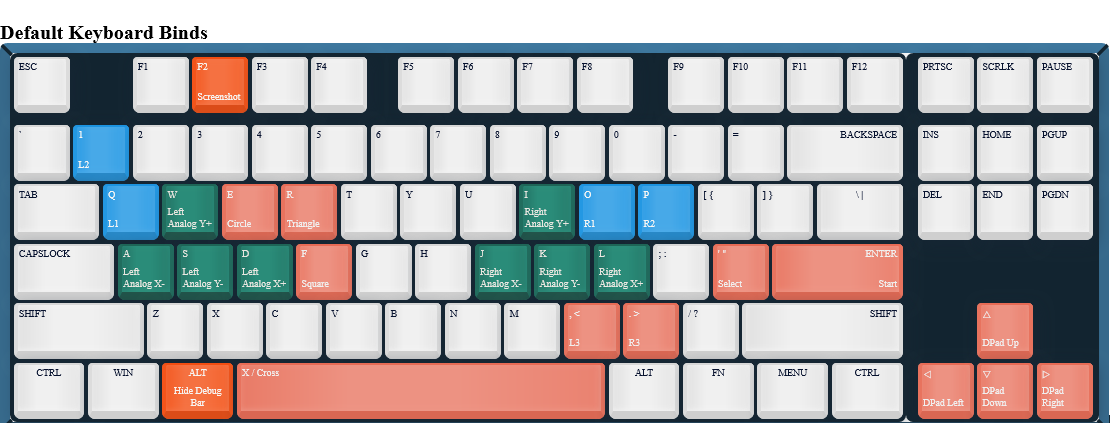 Default Keyboard Binds
ESC F1 F2 F3 F4 F5 F6 F7 F8 F9 F10 F11 F12 PRTSC SCRLK PAUSE
Screenshot
` 1 2 3 4 5 6 7 8 9 0 - = BACKSPACE INS HOME PGUP
L2
TAB Q W E R T Y U I O P [ { ] } \ | DEL END PGDN
Left Right
L1 Analog Y+ Circle Triangle Analog Y+ R1 R2
CAPSLOCK A S D F G H J K L ; : ' " ENTER
Left Left Left Right Right Right
Analog X- Analog Y- Analog X+ Square Analog X- Analog Y- Analog X+ Select Start
SHIFT Z X C V B N M , < . > / ? SHIFT △
L3 R3 DPad Up
CTRL WIN ALT X / Cross ALT FN MENU CTRL ◁ ▽ ▷
Hide Debug DPad DPad
Bar DPad Left Down Right